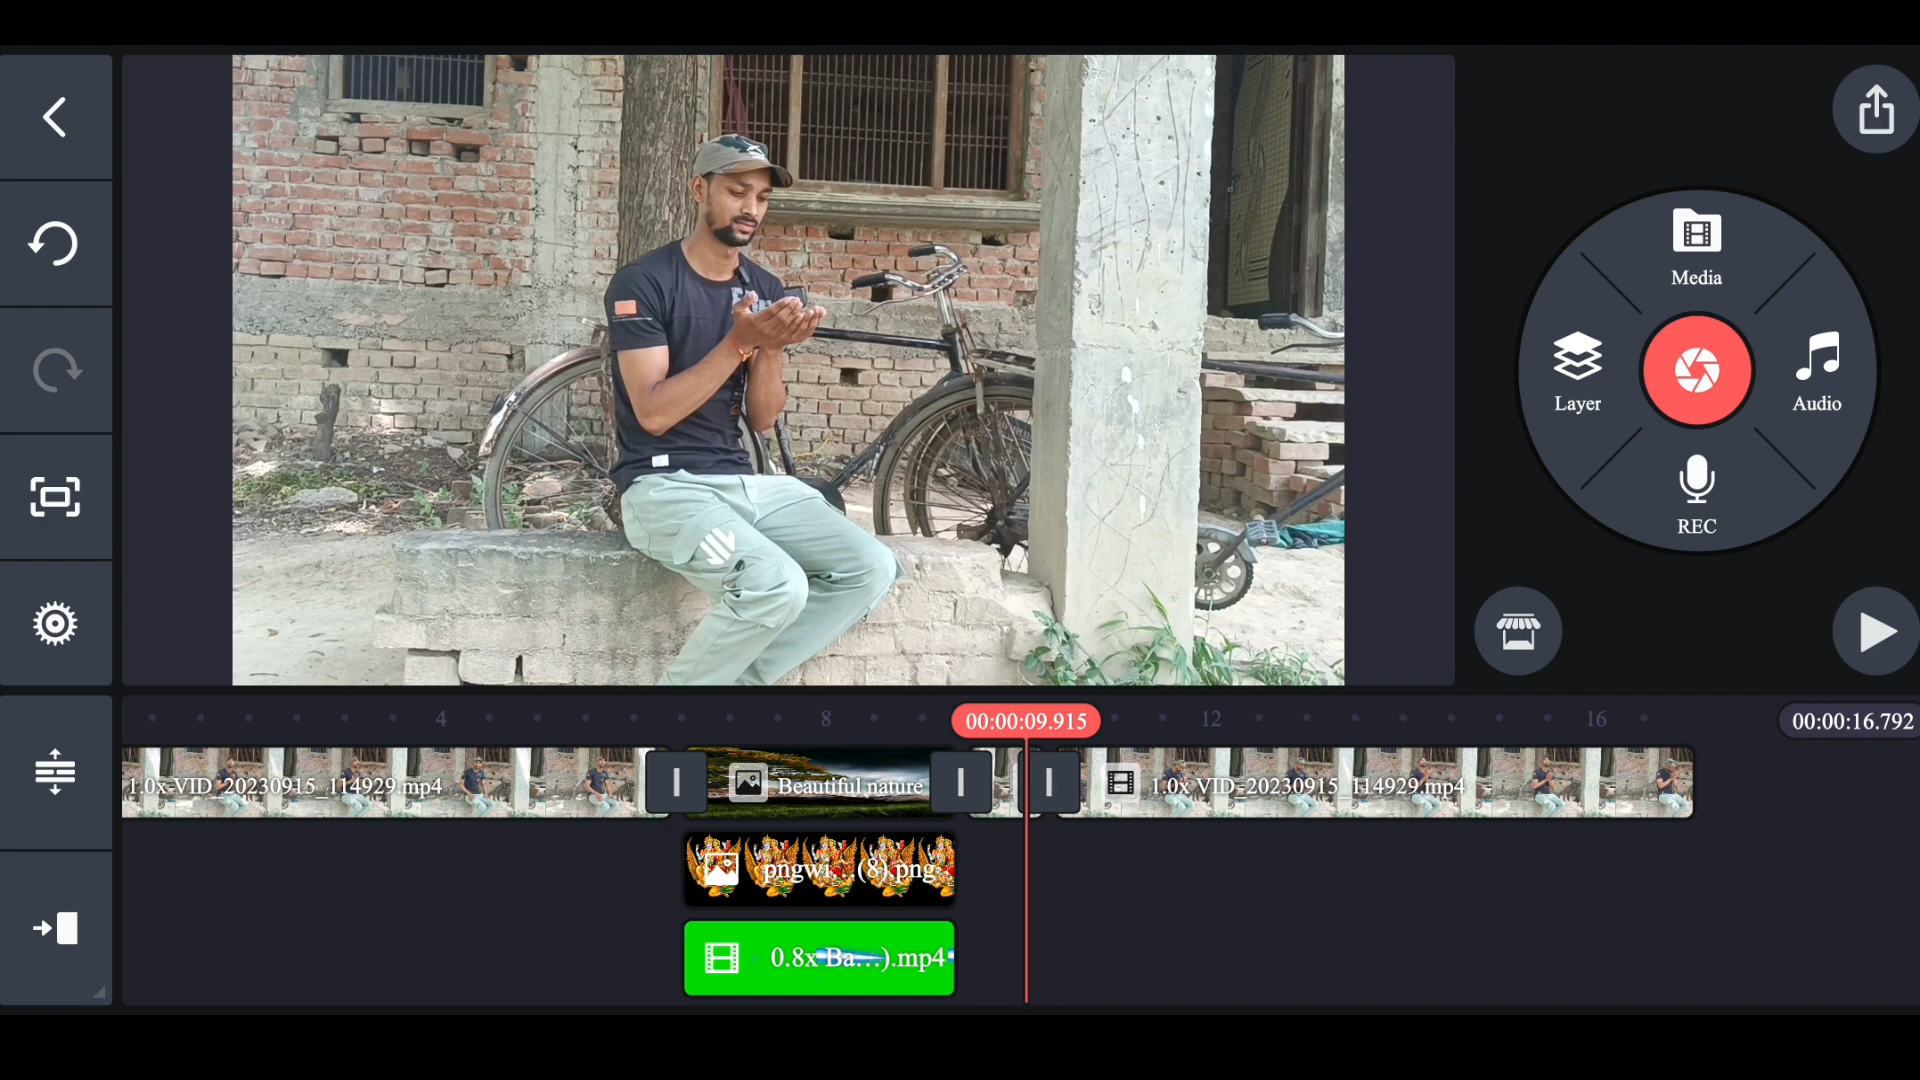 Media
Layer
Audio
REC
4
8
00:00:09.915
12
16
00:00:16.792
1.0x VID_20230915_114929.mp4
Beautiful nature
1.0x VID_20230915_114929.mp4
pngwi...(8).png
0.8x Ba...).mp4